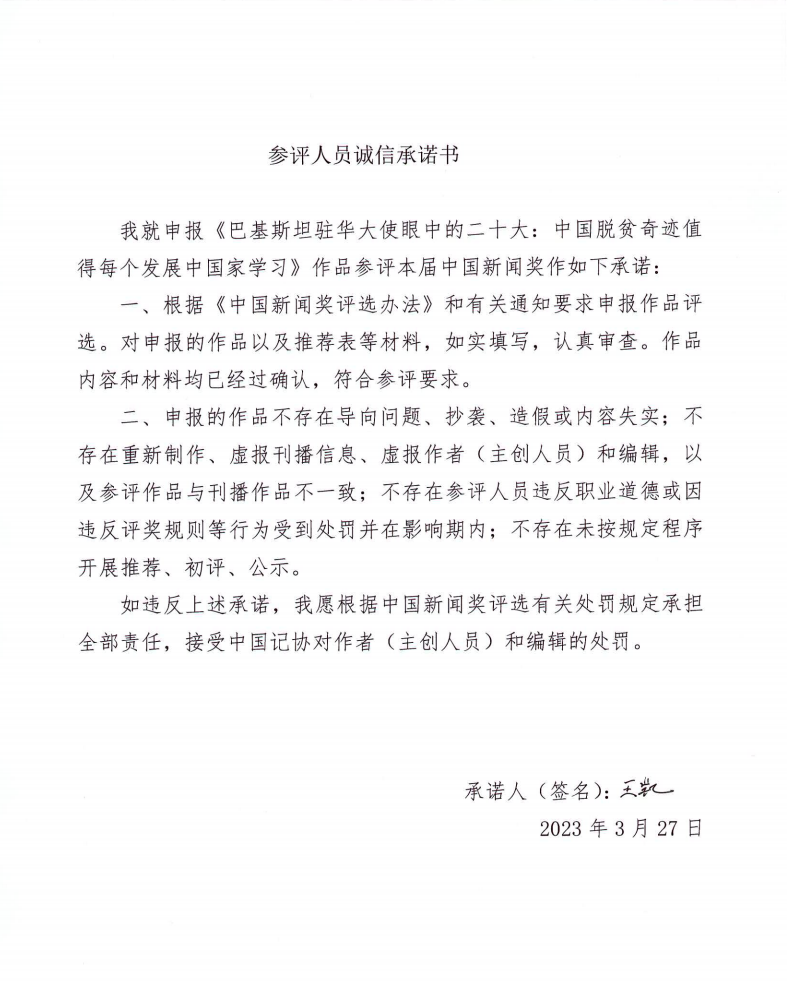 参评人员诚信承诺书
我就申报《巴基斯坦驻华大使眼中的二十大：中国脱贫奇迹值
得每个发展中国家学习》作品参评本届中国新闻奖作如下承诺：
一、根据《中国新闻奖评选办法》和有关通知要求申报作品评
选。对申报的作品以及推荐表等材料，如实填写，认真审查。作品
内容和材料均已经过确认，符合参评要求。
二、申报的作品不存在导向问题、抄袭、造假或内容失实；不
存在重新制作、虚报刊播信息、虚报作者（主创人员）和编辑，以
及参评作品与刊播作品不一致；不存在参评人员违反职业道德或因
违反评奖规则等行为受到处罚并在影响期内；不存在未按规定程序
开展推荐、初评、公示。
如违反上述承诺，我愿根据中国新闻奖评选有关处罚规定承担
全部责任，接受中国记协对作者（主创人员）和编辑的处罚。
承诺人（签名）：王凯
2023 年 3 月 27 日